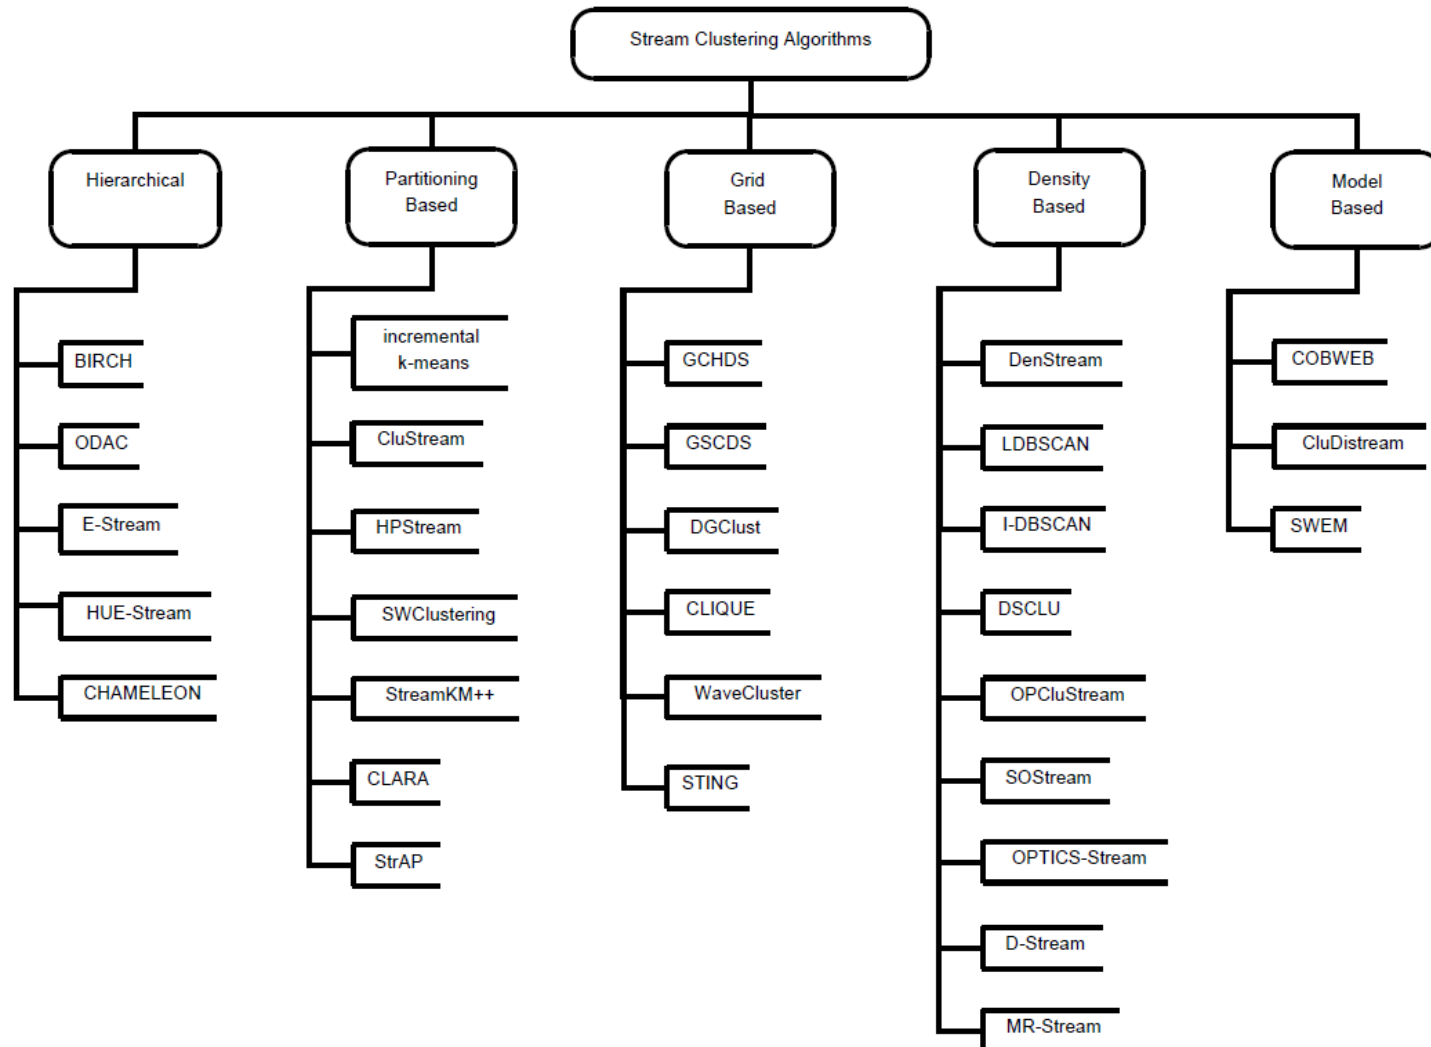 Stream Clustering Algorithms
Hierarchical
Partitioning
Based
Grid
Based
Density
Based
Model
Based
BIRCH
ODAC
E-Stream
HUE-Stream
CHAMELEON
incremental
k-means
CluStream
HPStream
SWClustering
StreamKM++
CLARA
StrAP
GCHDS
GSCDS
DGClust
CLIQUE
WaveCluster
STING
DenStream
LDBSCAN
I-DBSCAN
DSCLU
OPCluStream
SOStream
OPTICS-Stream
D-Stream
MR-Stream
COBWEB
CluDistream
SWEM